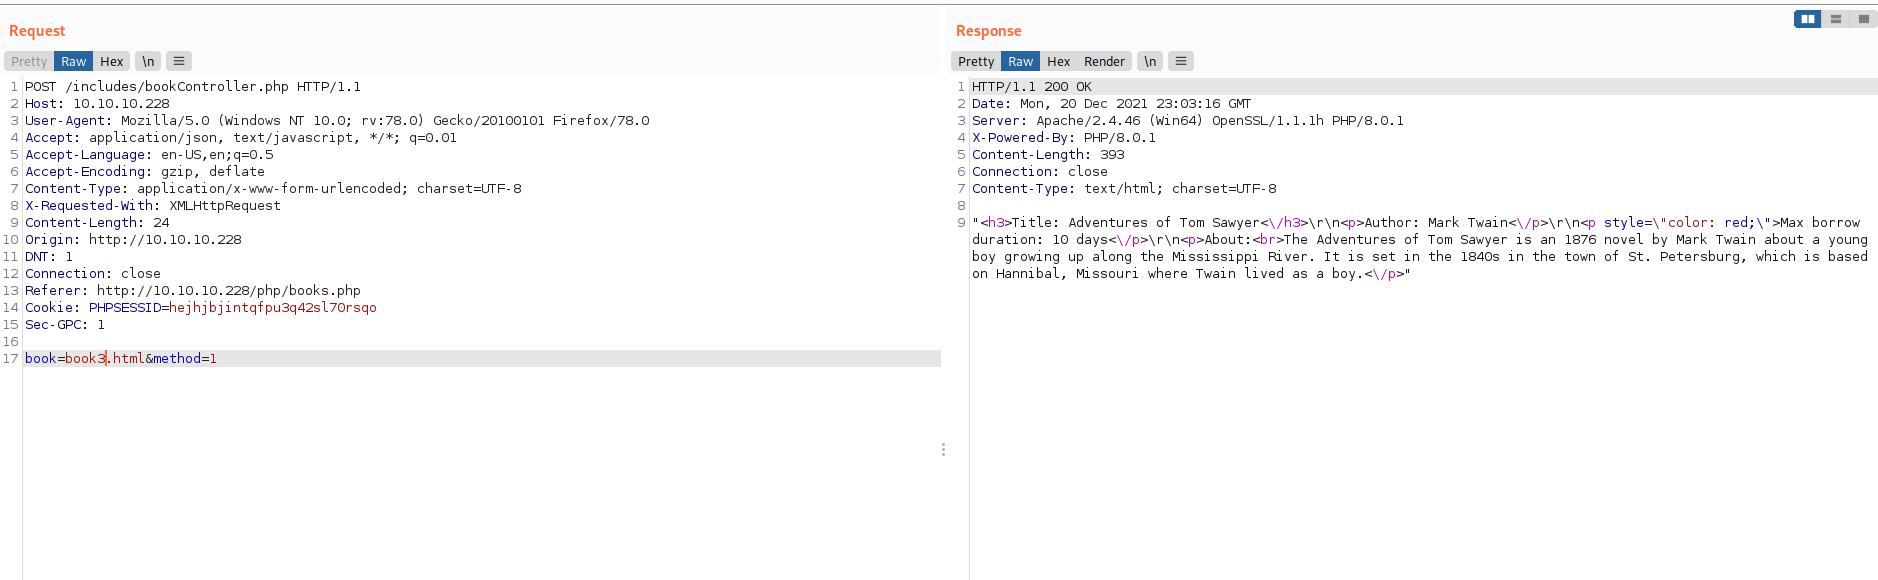 Request
Pretty Raw Hex \n
1 POST /includes/bookController.php HTTP/1.1
2 Host: 10.10.10.228
3 User-Agent: Mozilla/5.0 (Windows NT 10.0; rv:78.0) Gecko/20100101 Firefox/78.0
4 Accept: application/json, text/javascript, */*; q=0.01
5 Accept-Language: en-US,en;q=0.5
6 Accept-Encoding: gzip, deflate
7 Content-Type: application/x-www-form-urlencoded; charset=UTF-8
8 X-Requested-With: XMLHttpRequest
9 Content-Length: 24
10 Origin: http://10.10.10.228
11 DNT: 1
12 Connection: close
13 Referer: http://10.10.10.228/php/books.php
14 Cookie: PHPSESSID=hejhjbjintqfpu3q42sl70rsqo
15 Sec-GPC: 1
16
17 book=book3.html&method=1
Response
Pretty Raw Hex Render \n
1 HTTP/1.1 200 OK
2 Date: Mon, 20 Dec 2021 23:03:16 GMT
3 Server: Apache/2.4.46 (Win64) OpenSSL/1.1.1h PHP/8.0.1
4 X-Powered-By: PHP/8.0.1
5 Content-Length: 393
6 Connection: close
7 Content-Type: text/html; charset=UTF-8
8
9 "<h3>Title: Adventures of Tom Sawyer<\/h3>\r\n<p>Author: Mark Twain<\/p>\r\n<p style=\"color: red;\">Max borrow
duration: 10 days<\/p>\r\n<p>About:<br>The Adventures of Tom Sawyer is an 1876 novel by Mark Twain about a young
boy growing up along the Mississippi River. It is set in the 1840s in the town of St. Petersburg, which is based
on Hannibal, Missouri where Twain lived as a boy.<\/p>"